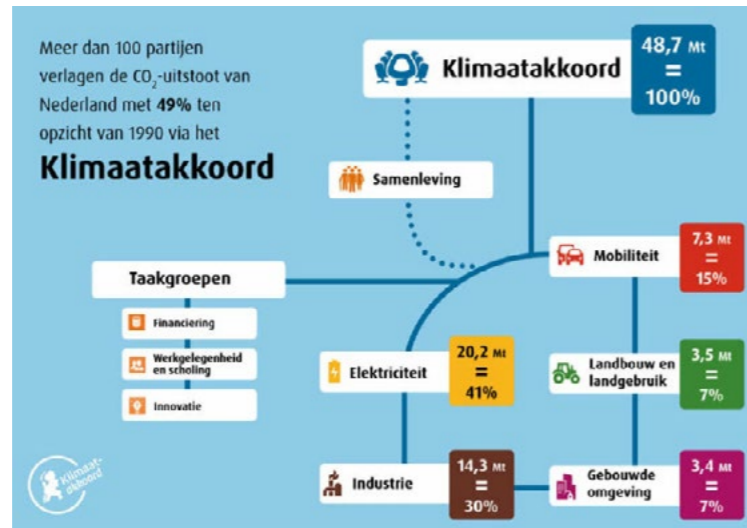 Meer dan 100 partijen
verlagen de CO₂-uitstoot van
Nederland met 49% ten
opzicht van 1990 via het
Klimaatakkoord
Klimaatakkoord
48,7 Mt
=
100%
Samenleving
Mobiliteit
7,3 Mt
=
15%
Taakgroepen
Financiering
Werkgelegenheid
en scholing
Innovatie
Elektriciteit
20,2 Mt
=
41%
Landbouw en
landgebruik
3,5 Mt
=
7%
Industrie
14,3 Mt
=
30%
Gebouwde
omgeving
3,4 Mt
=
7%
Klimaat-
akkoord